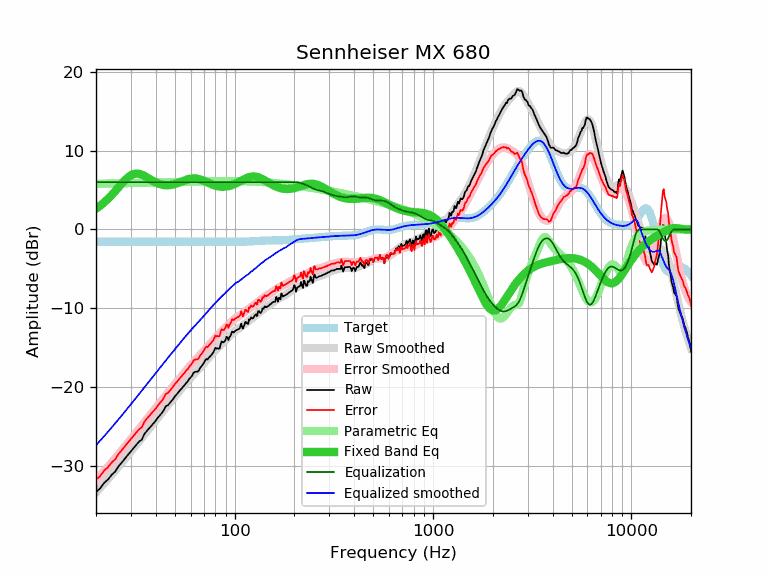 Sennheiser MX 680
20
10
0
−10
−20
−30
Amplitude (dBr)
Target
Raw Smoothed
Error Smoothed
Raw
Error
Parametric Eq
Fixed Band Eq
Equalization
Equalized smoothed
100
1000
10000
Frequency (Hz)